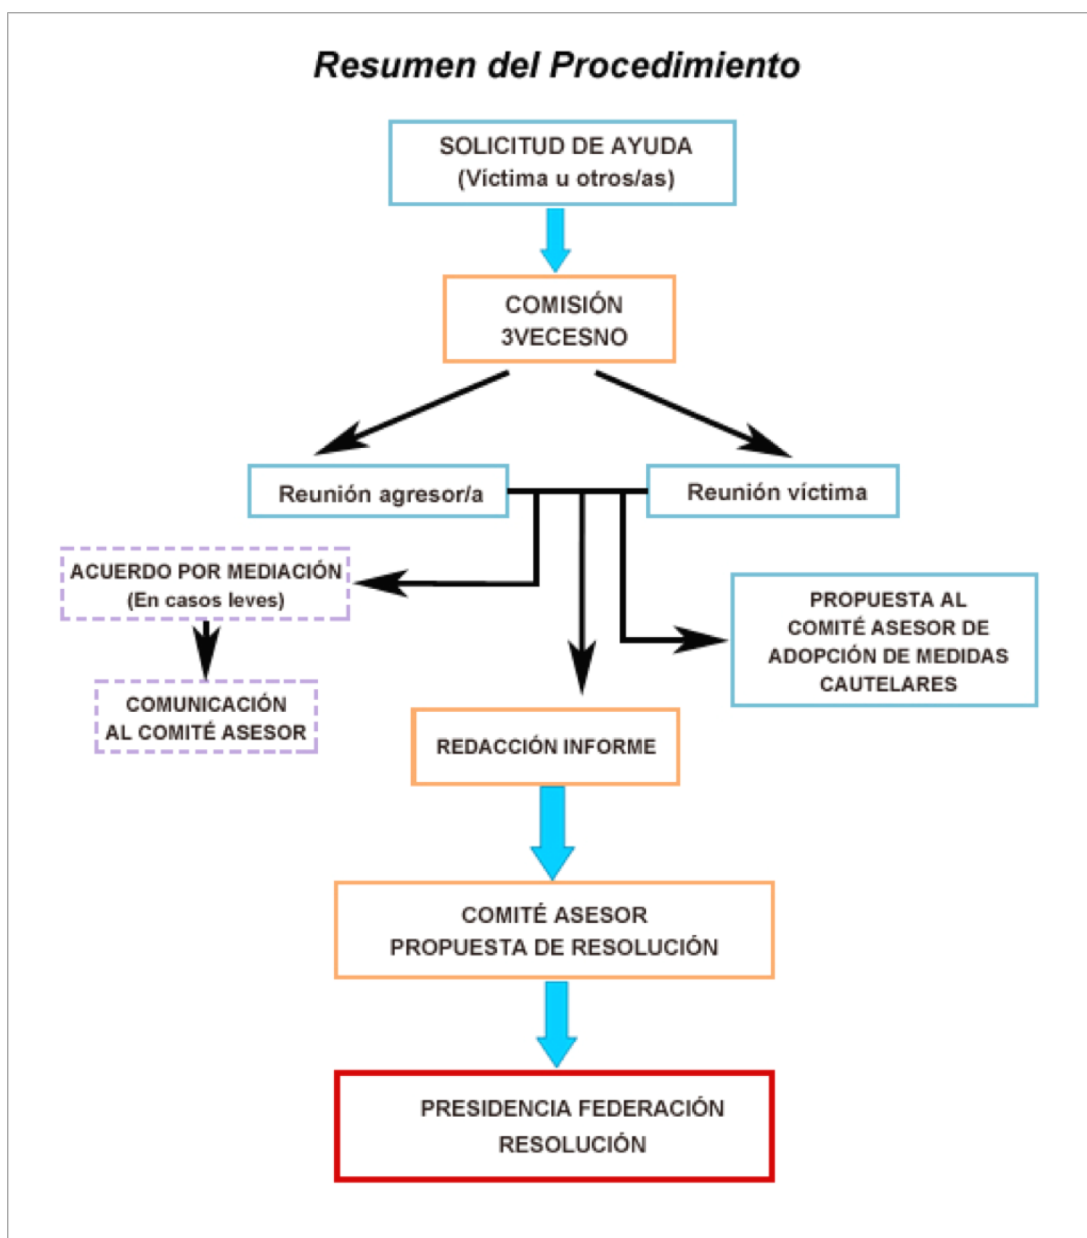 Resumen del Procedimiento
SOLICITUD DE AYUDA
(Víctima u otros/as)
COMISIÓN
3VECESNO
Reunión agresor/a
Reunión víctima
ACUERDO POR MEDIACIÓN
(En casos leves)
PROPUESTA AL
COMITÉ ASESOR DE
ADOPCIÓN DE MEDIDAS
CAUTELARES
COMUNICACIÓN
AL COMITÉ ASESOR
REDACCIÓN INFORME
COMITÉ ASESOR
PROPUESTA DE RESOLUCIÓN
PRESIDENCIA FEDERACIÓN
RESOLUCIÓN